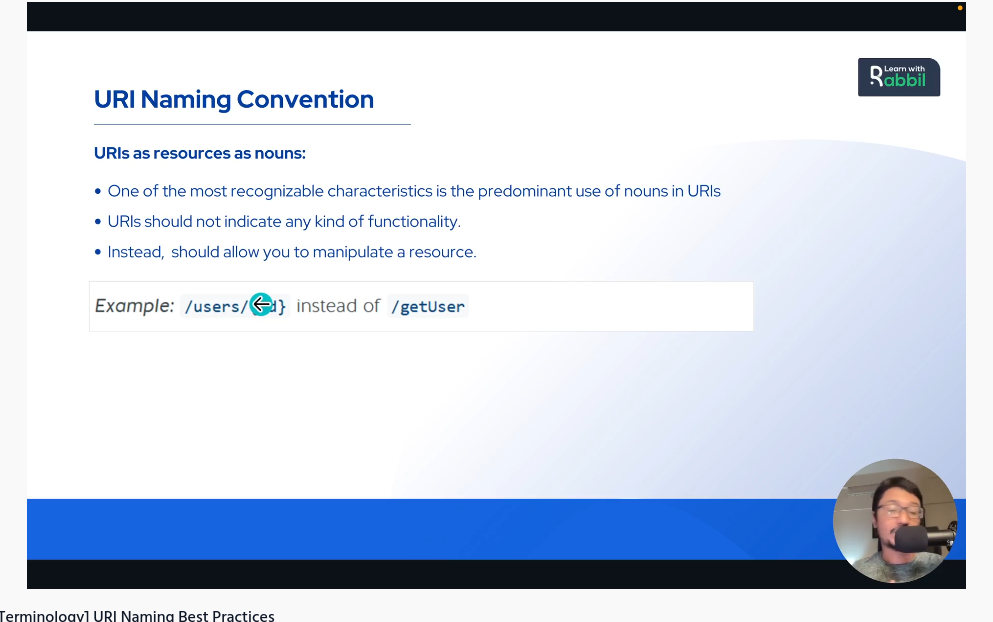 Learn with
Rabbil
URI Naming Convention
URIs as resources as nouns:
• One of the most recognizable characteristics is the predominant use of nouns in URIs
• URIs should not indicate any kind of functionality.
• Instead, should allow you to manipulate a resource.
Example: /users/ d} instead of /getUser
Terminology] URI Naming Best Practices